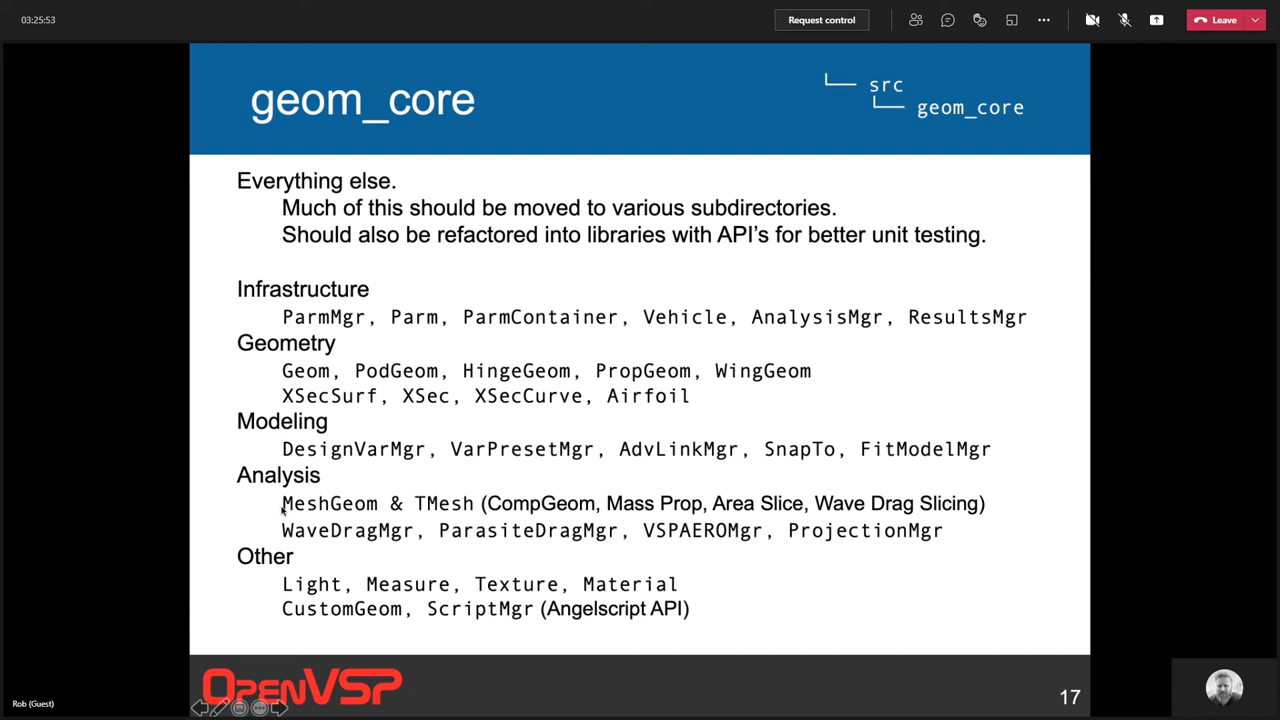 03:25:53
Request control
Leave
geom_core
src
geom_core
Everything else.
Much of this should be moved to various subdirectories.
Should also be refactored into libraries with API's for better unit testing.
Infrastructure
ParmMgr, Parm, ParmContainer, Vehicle, AnalysisMgr, ResultsMgr
Geometry
Geom, PodGeom, HingeGeom, PropGeom, WingGeom
XSecSurf, XSec, XSecCurve, Airfoil
Modeling
DesignVarMgr, VarPresetMgr, AdvLinkMgr, SnapTo, FitModelMgr
Analysis
MeshGeom & TMesh (CompGeom, Mass Prop, Area Slice, Wave Drag Slicing)
WaveDragMgr, ParasiteDragMgr, VSPAEROMgr, ProjectionMgr
Other
Light, Measure, Texture, Material
CustomGeom, ScriptMgr (Angelscript API)
OpenVSP
17
Rob (Guest)